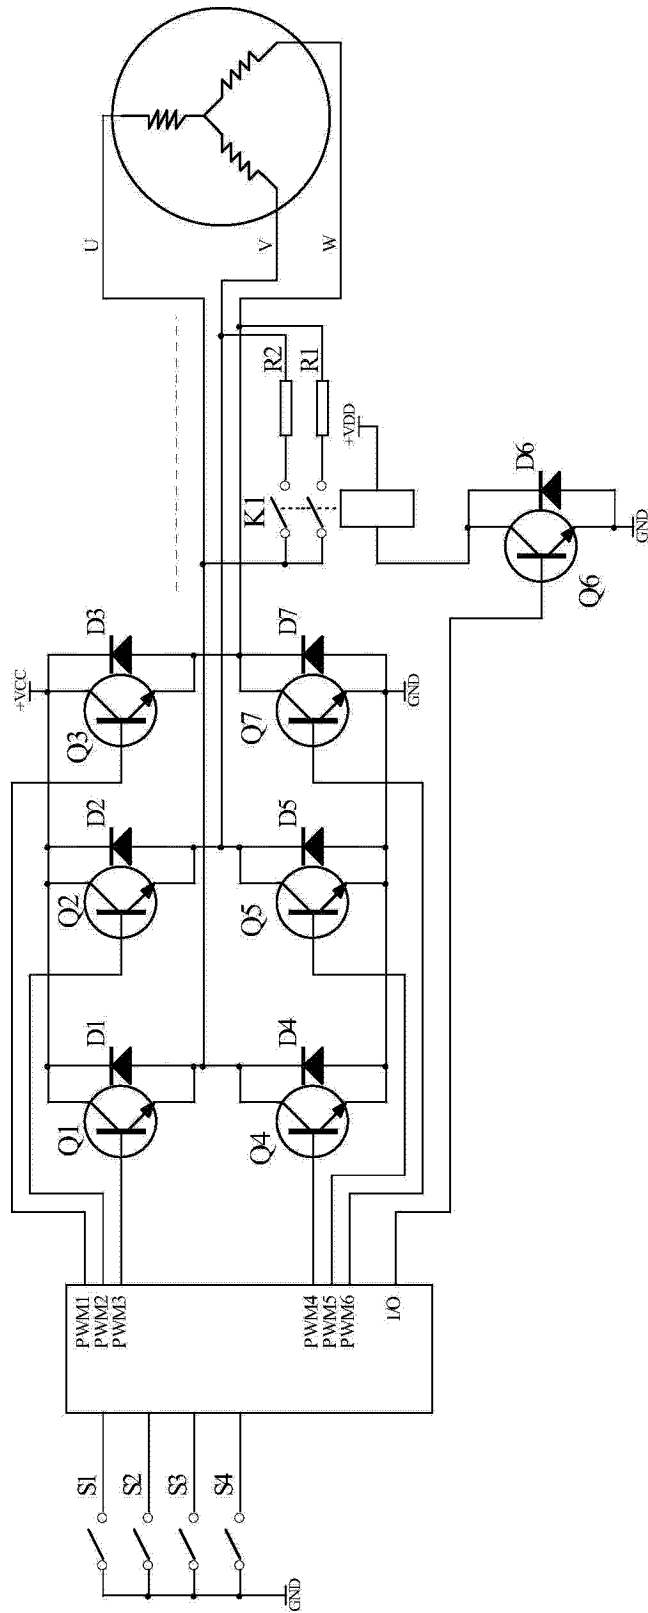 U
V
W
R2
R1
+VDD
K1
D6
GND
Q6
+VCC
D3
D7
Q3
Q7
GND
D2
D5
Q2
Q5
D1
D4
Q1
Q4
PWM1
PWM2
PWM3
PWM4
PWM5
PWM6
I/O
S1
S2
S3
S4
GND